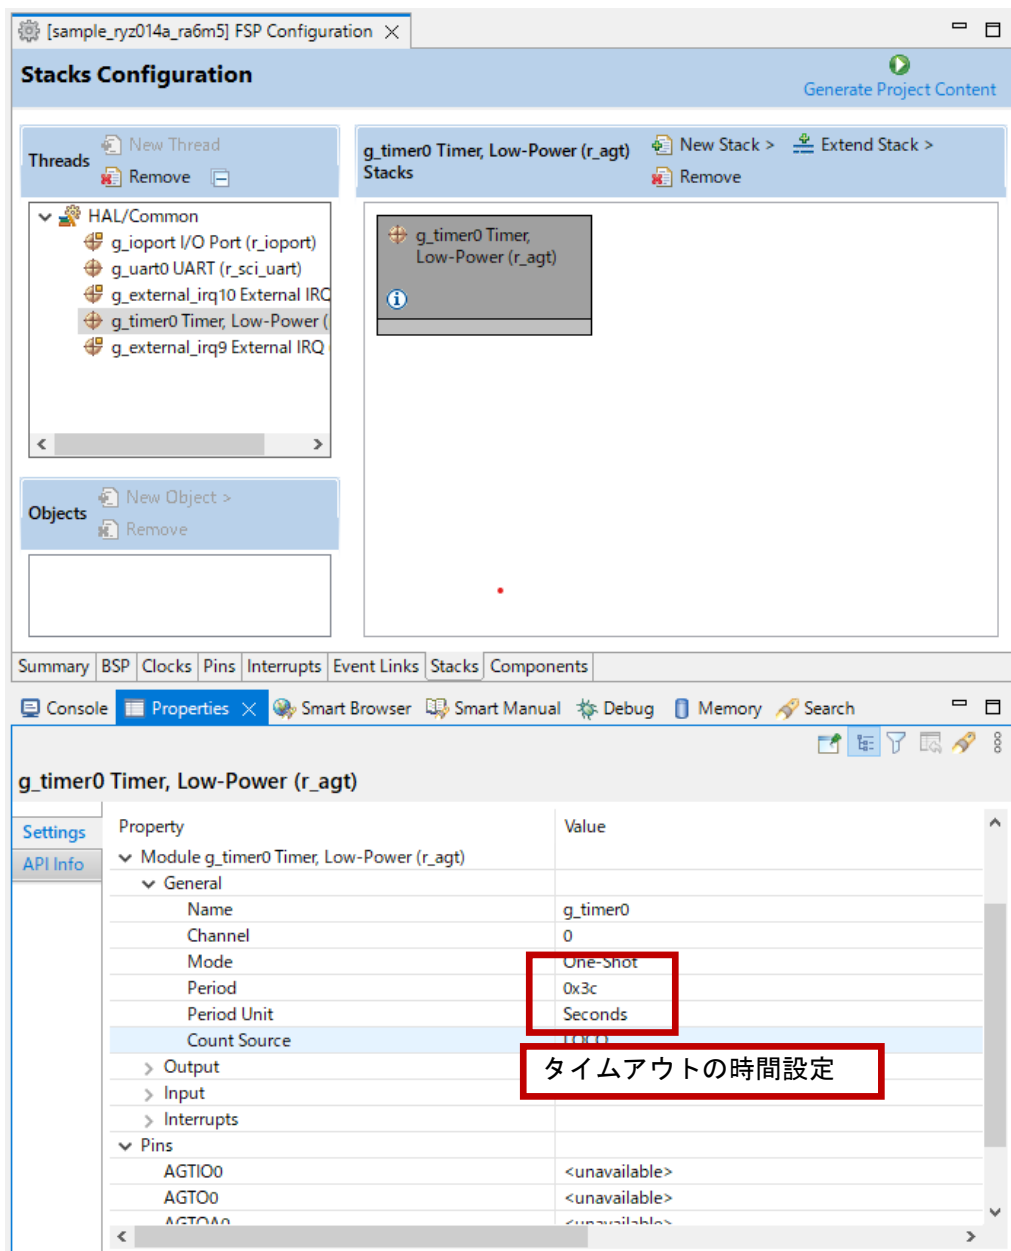 [sample_ryz014a_ra6m5] FSP Configuration
Stacks Configuration
Generate Project Content
Threads
New Thread
Remove
g_timer0 Timer, Low-Power (r_agt)
Stacks
New Stack >
Extend Stack >
Remove
HAL/Common
g_ioport I/O Port (r_ioport)
g_uart0 UART (r_sci_uart)
g_external_irq10 External IRQ
g_timer0 Timer, Low-Power (
g_external_irq9 External IRQ
g_timer0 Timer,
Low-Power (r_agt)
Objects
New Object >
Remove
Summary BSP Clocks Pins Interrupts Event Links Stacks Components
Console Properties Smart Browser Smart Manual Debug Memory Search
g_timer0 Timer, Low-Power (r_agt)
Settings
API Info
Property Value
Module g_timer0 Timer, Low-Power (r_agt)
General
Name g_timer0
Channel 0
Mode One-Shot
Period 0x3c
Period Unit Seconds
Count Source LOCO
タイムアウトの時間設定
Output
Input
Interrupts
Pins
AGTIO0 <unavailable>
AGTO0 <unavailable>
AGTOA0 <unavailable>